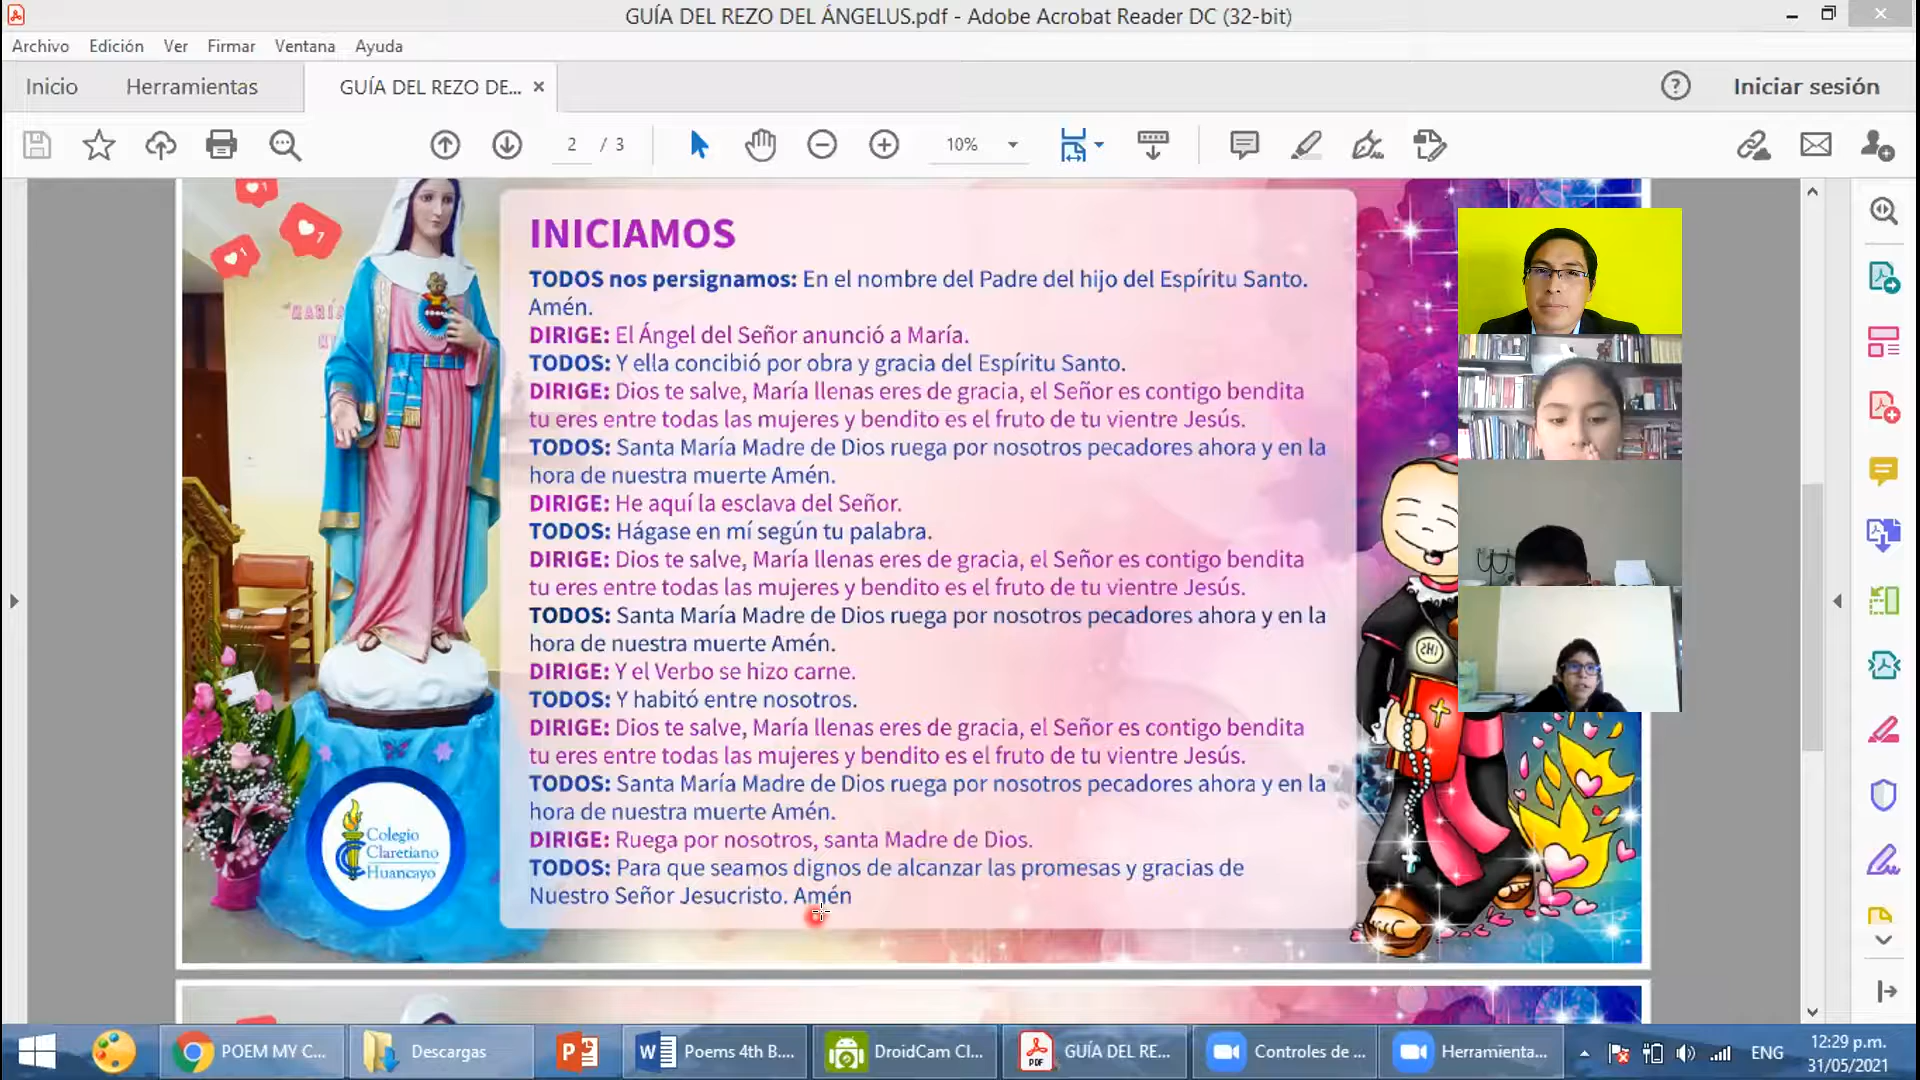 GUÍA DEL REZO DEL ÁNGELUS.pdf - Adobe Acrobat Reader DC (32-bit)
Archivo Edición Ver Firmar Ventana Ayuda
Inicio Herramientas GUÍA DEL REZO DE... × Iniciar sesión
2 / 3 10%
INICIAMOS
TODOS nos persignamos: En el nombre del Padre del hijo del Espíritu Santo.
Amén.
DIRIGE: El Ángel del Señor anunció a María.
TODOS: Y ella concibió por obra y gracia del Espíritu Santo.
DIRIGE: Dios te salve, María llenas eres de gracia, el Señor es contigo bendita
tu eres entre todas las mujeres y bendito es el fruto de tu vientre Jesús.
TODOS: Santa María Madre de Dios ruega por nosotros pecadores ahora y en la
hora de nuestra muerte Amén.
DIRIGE: He aquí la esclava del Señor.
TODOS: Hágase en mí según tu palabra.
DIRIGE: Dios te salve, María llenas eres de gracia, el Señor es contigo bendita
tu eres entre todas las mujeres y bendito es el fruto de tu vientre Jesús.
TODOS: Santa María Madre de Dios ruega por nosotros pecadores ahora y en la
hora de nuestra muerte Amén.
DIRIGE: Y el Verbo se hizo carne.
TODOS: Y habitó entre nosotros.
DIRIGE: Dios te salve, María llenas eres de gracia, el Señor es contigo bendita
tu eres entre todas las mujeres y bendito es el fruto de tu vientre Jesús.
TODOS: Santa María Madre de Dios ruega por nosotros pecadores ahora y en la
hora de nuestra muerte Amén.
DIRIGE: Ruega por nosotros, santa Madre de Dios.
TODOS: Para que seamos dignos de alcanzar las promesas y gracias de
Nuestro Señor Jesucristo. Amén
MARÍA
Colegio
Claretiano
Huancayo
IHS
POEM MY C... Descargas Poems 4th B.... DroidCam Cl... GUÍA DEL RE... Controles de ... Herramienta... ENG
12:29 p.m.
31/05/2021